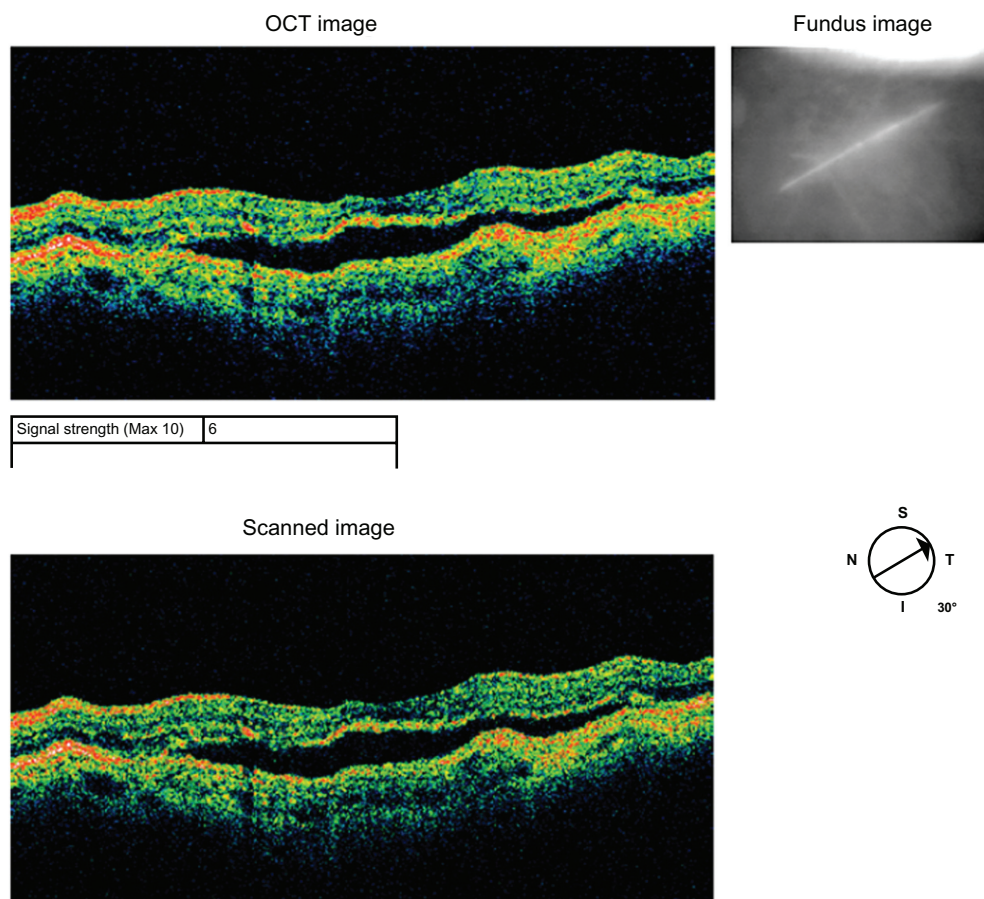 OCT image
Fundus image
Signal strength (Max 10) 6
Scanned image
S
N T
I 30°